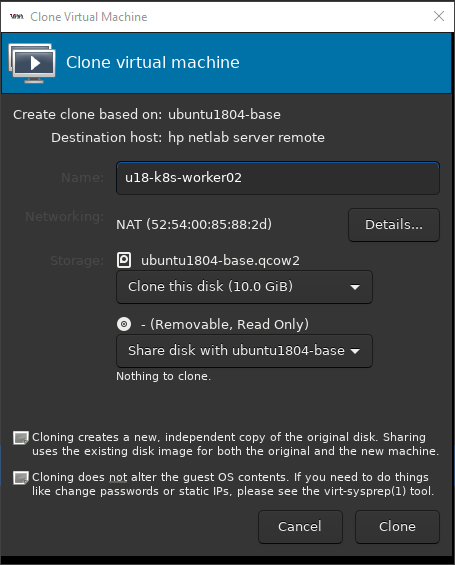 Clone Virtual Machine
Clone virtual machine
Create clone based on: ubuntu1804-base
Destination host: hp netlab server remote
Name: u18-k8s-worker02
Networking: NAT (52:54:00:85:88:2d) Details...
Storage: ubuntu1804-base.qcow2
Clone this disk (10.0 GiB)
- (Removable, Read Only)
Share disk with ubuntu1804-base
Nothing to clone.
Cloning creates a new, independent copy of the original disk. Sharing
uses the existing disk image for both the original and the new machine.
Cloning does not alter the guest OS contents. If you need to do things
like change passwords or static IPs, please see the virt-sysprep(1) tool.
Cancel Clone